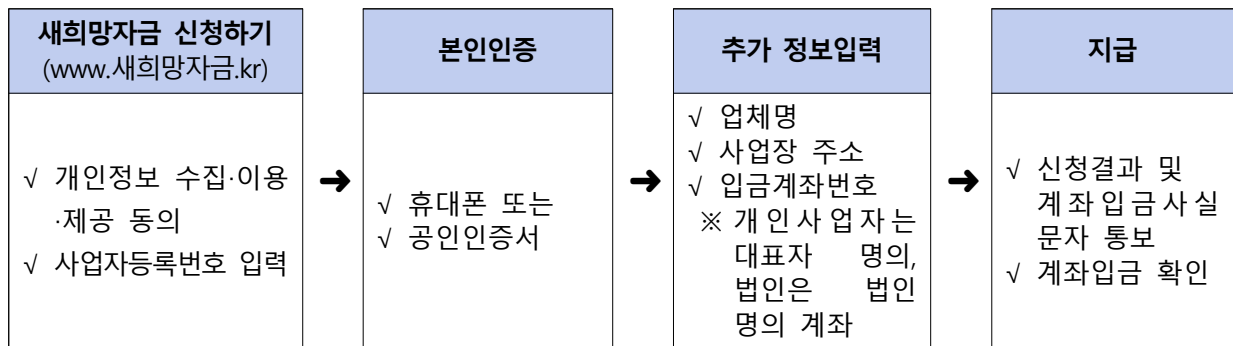 새희망자금 신청하기
(www.새희망자금.kr)
√ 개인정보 수집·이용
·제공 동의
√ 사업자등록번호 입력
➜
본인인증
√ 휴대폰 또는
√ 공인인증서
➜
추가 정보입력
√ 업체명
√ 사업장 주소
√ 입금계좌번호
※ 개인사업자는
대표자 명의,
법인은 법인
명의 계좌
➜
지급
√ 신청결과 및
계좌입금사실
문자 통보
√ 계좌입금 확인